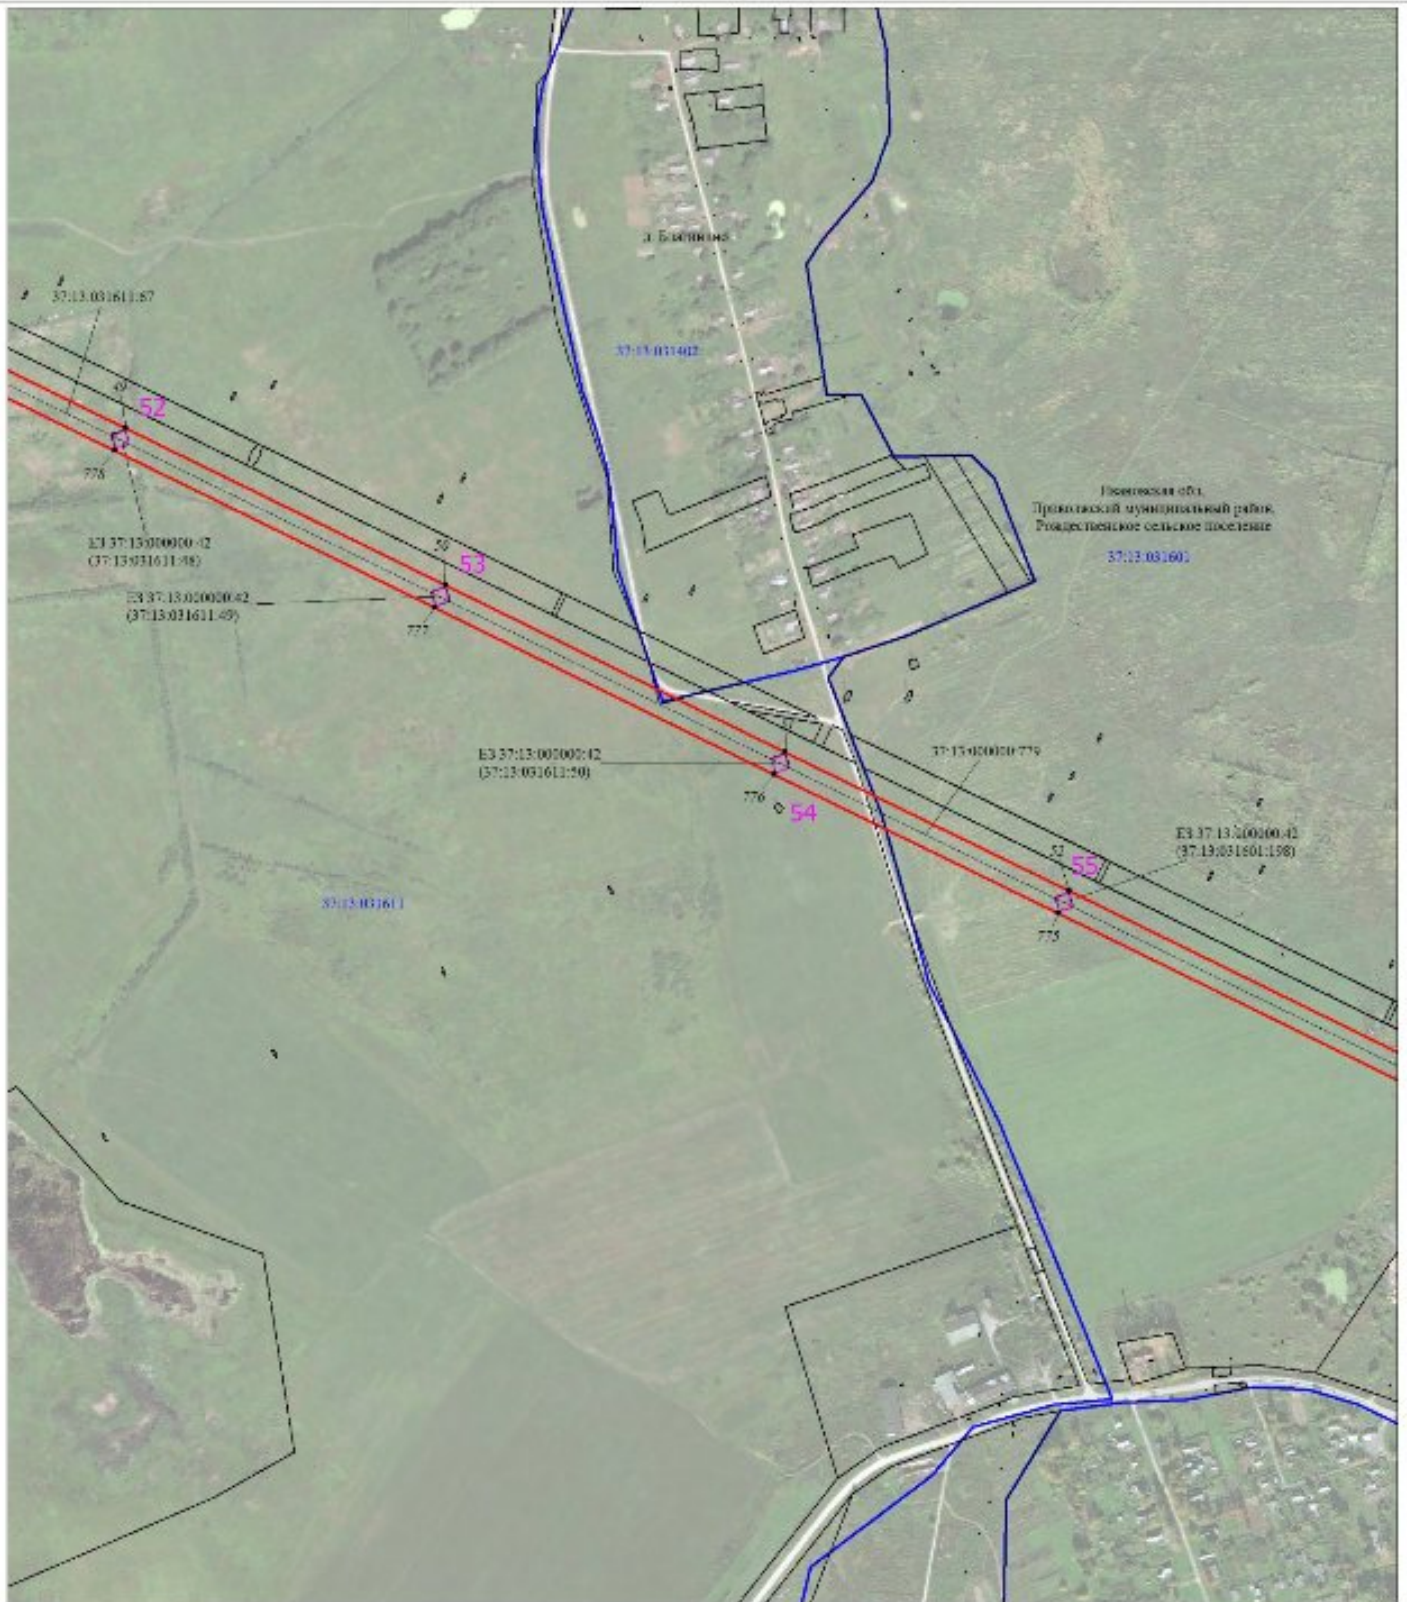 37:13:031611:67
49
52
778
37:13:031402
Ивановская обл.
Приволжский муниципальный район,
Рождественское сельское поселение
37:13:031601
ЕЗ 37:13:000000:42
(37:13:031611:48)
50
53
ЕЗ 37:13:000000:42
(37:13:031611:49)
777
ЕЗ 37:13:000000:42
(37:13:031611:50)
37:13:000000:779
776
54
ЕЗ 37:13:000000:42
(37:13:031601:198)
52
55
37:13:031611
775